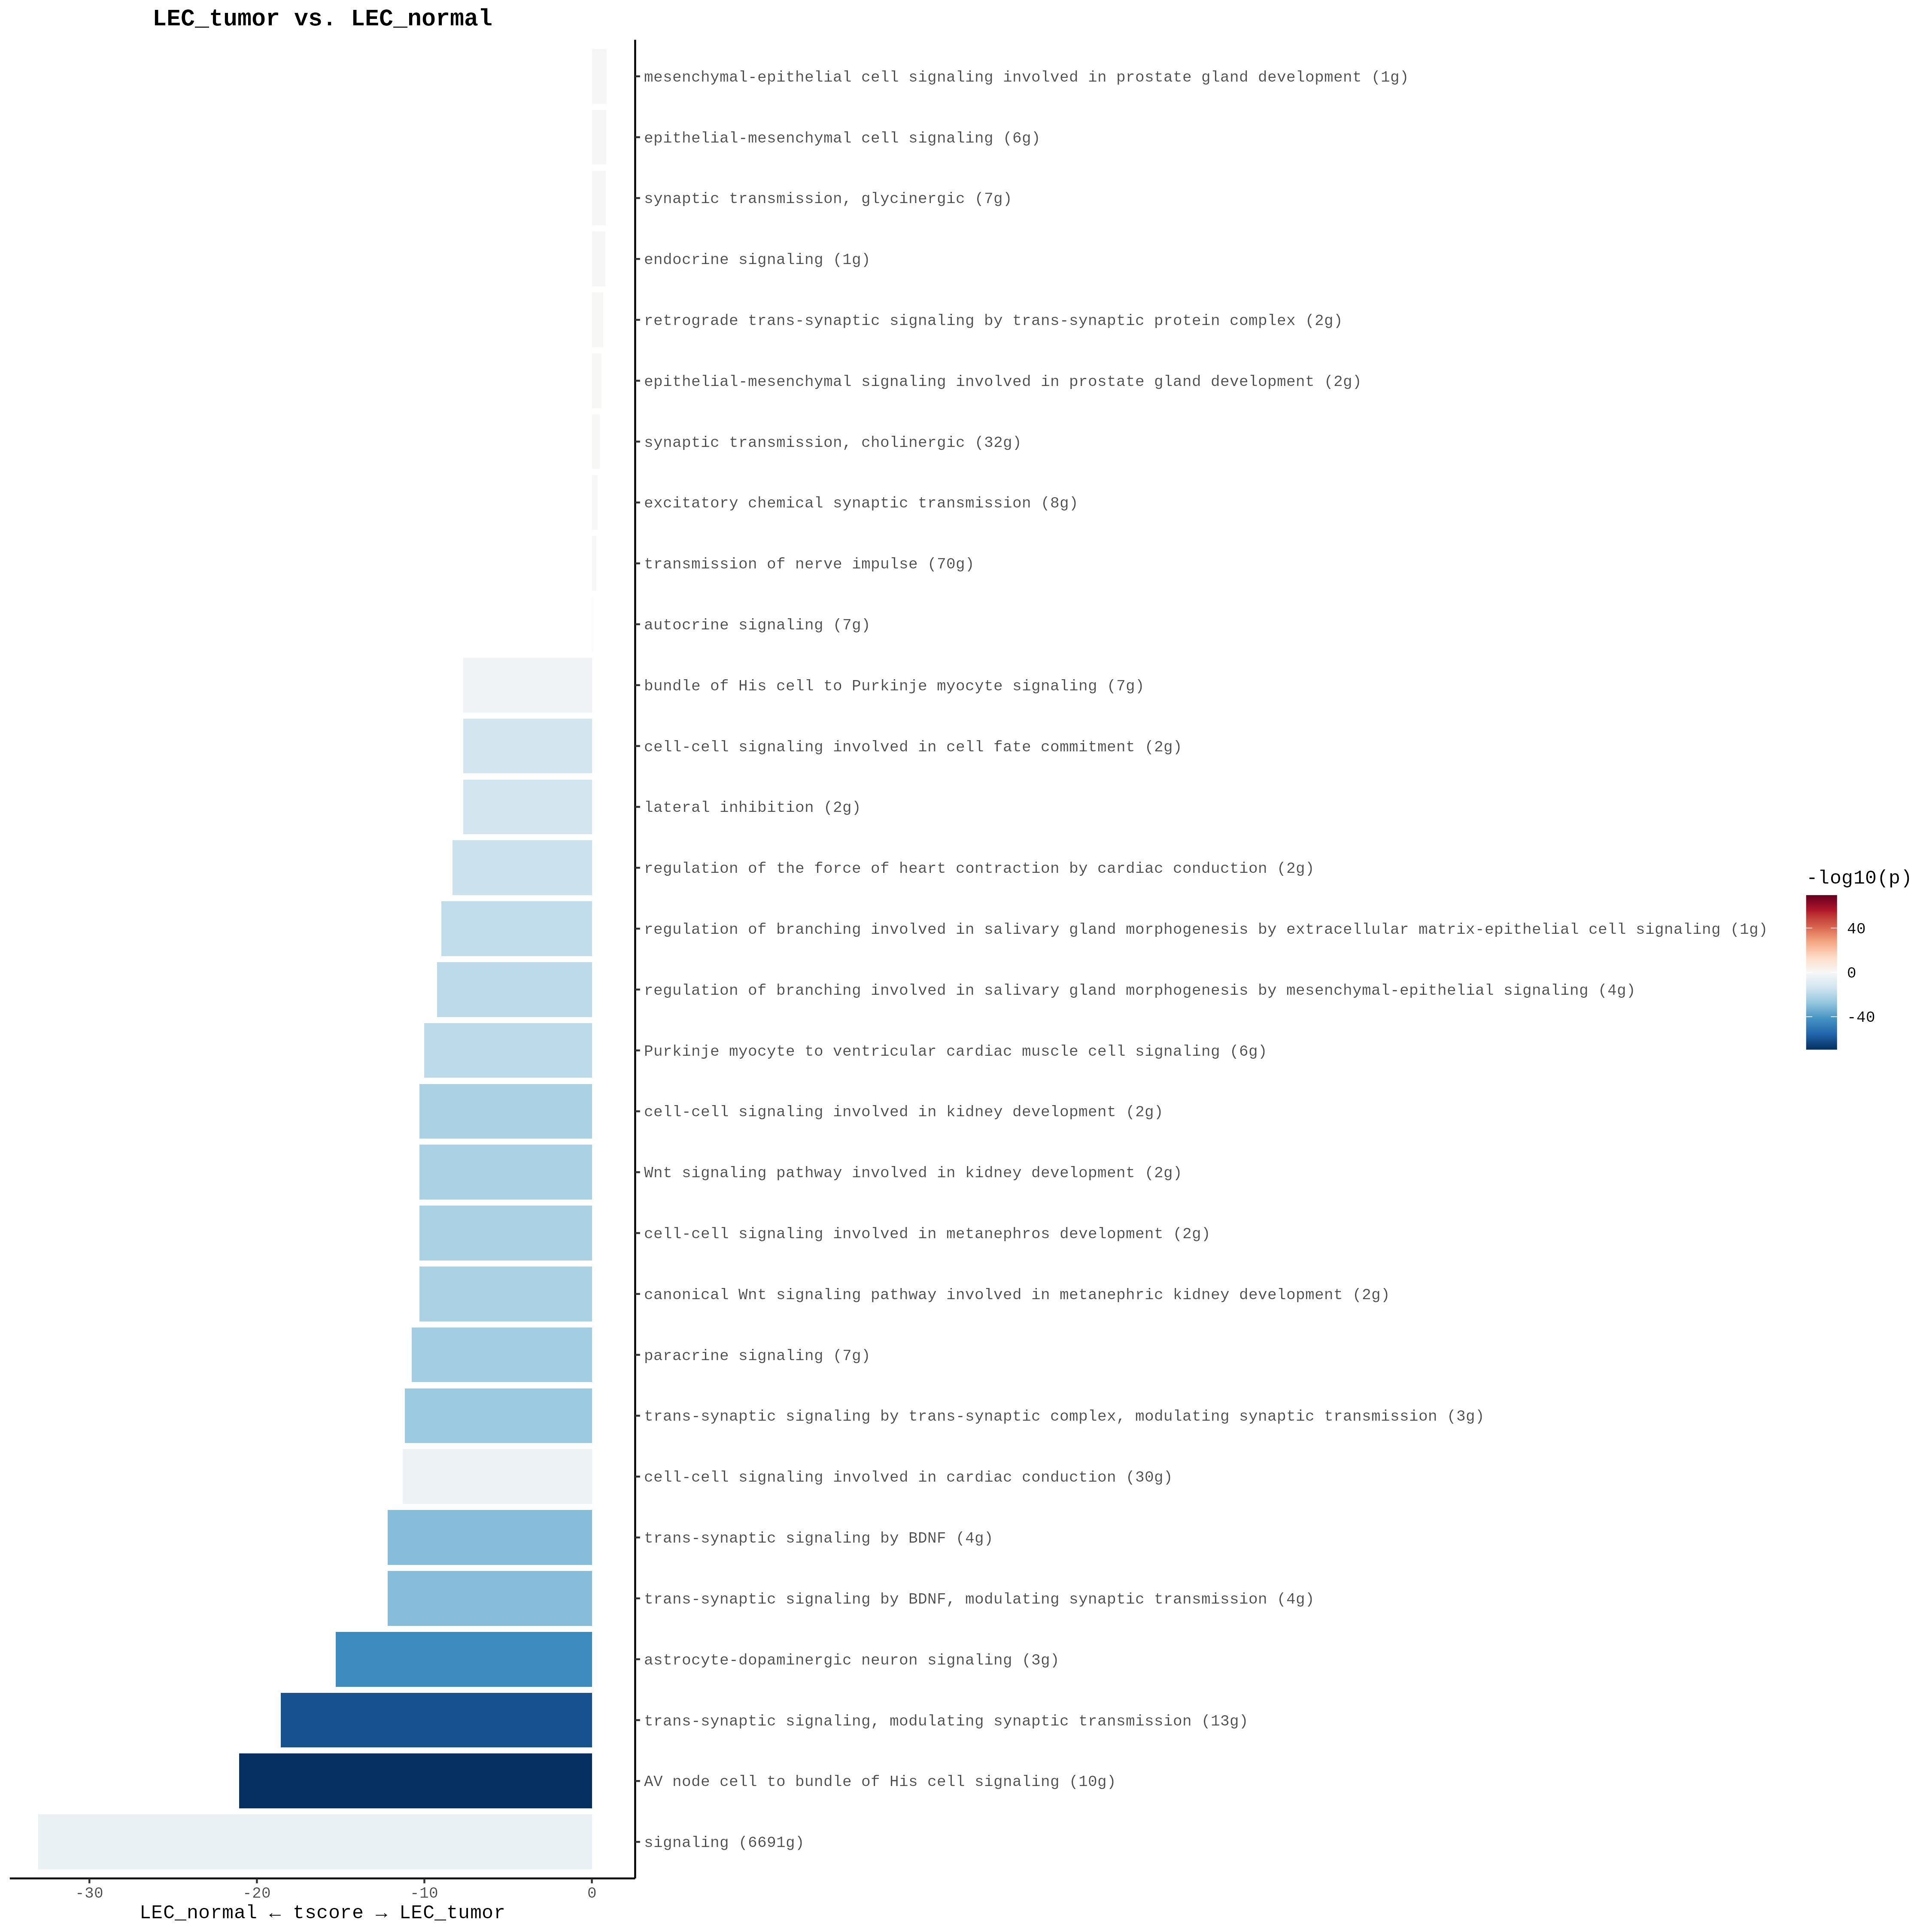 LEC_tumor vs. LEC_normal
mesenchymal-epithelial cell signaling involved in prostate gland development (1g)
epithelial-mesenchymal cell signaling (6g)
synaptic transmission, glycinergic (7g)
endocrine signaling (1g)
retrograde trans-synaptic signaling by trans-synaptic protein complex (2g)
epithelial-mesenchymal signaling involved in prostate gland development (2g)
synaptic transmission, cholinergic (32g)
excitatory chemical synaptic transmission (8g)
transmission of nerve impulse (70g)
autocrine signaling (7g)
bundle of His cell to Purkinje myocyte signaling (7g)
cell-cell signaling involved in cell fate commitment (2g)
lateral inhibition (2g)
regulation of the force of heart contraction by cardiac conduction (2g)
regulation of branching involved in salivary gland morphogenesis by extracellular matrix-epithelial cell signaling (1g)
regulation of branching involved in salivary gland morphogenesis by mesenchymal-epithelial signaling (4g)
Purkinje myocyte to ventricular cardiac muscle cell signaling (6g)
cell-cell signaling involved in kidney development (2g)
Wnt signaling pathway involved in kidney development (2g)
cell-cell signaling involved in metanephros development (2g)
canonical Wnt signaling pathway involved in metanephric kidney development (2g)
paracrine signaling (7g)
trans-synaptic signaling by trans-synaptic complex, modulating synaptic transmission (3g)
cell-cell signaling involved in cardiac conduction (30g)
trans-synaptic signaling by BDNF (4g)
trans-synaptic signaling by BDNF, modulating synaptic transmission (4g)
astrocyte-dopaminergic neuron signaling (3g)
trans-synaptic signaling, modulating synaptic transmission (13g)
AV node cell to bundle of His cell signaling (10g)
signaling (6691g)
-30 -20 -10 0
LEC_normal ← tscore → LEC_tumor
-log10(p)
40
0
-40